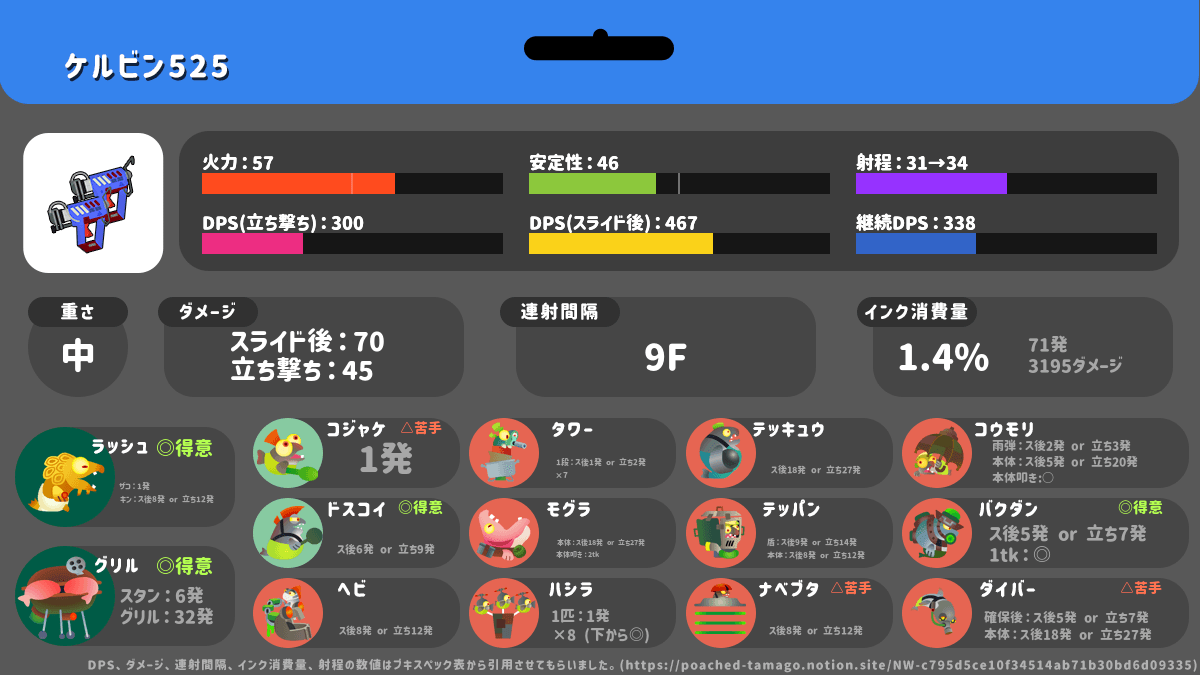 ケルビン525
火力：57
安定性：46
射程：31→34
DPS(立ち撃ち)：300
DPS(スライド後)：467
継続DPS：338
重さ
中
ダメージ
スライド後：70
立ち撃ち：45
連射間隔
9F
インク消費量
1.4%
71発
3195ダメージ
ラッシュ ◎得意
ザコ：1発
キン：ス後8発 or 立ち12発
グリル ◎得意
スタン：6発
グリル：32発
コジャケ △苦手
1発
タワー
1段：ス後1発 or 立ち2発
×7
テッキュウ
ス後18発 or 立ち27発
コウモリ
雨弾：ス後2発 or 立ち3発
本体：ス後5発 or 立ち20発
本体叩き:○
ドスコイ ◎得意
ス後6発 or 立ち9発
モグラ
本体：ス後18発 or 立ち27発
本体叩き：2tk
テッパン
盾：ス後9発 or 立ち14発
本体：ス後8発 or 立ち12発
バクダン ◎得意
ス後5発 or 立ち7発
1tk：◎
ヘビ
ス後8発 or 立ち12発
ハシラ
1匹：1発
×8 (下から◎)
ナベブタ △苦手
ス後8発 or 立ち12発
ダイバー △苦手
確保後：ス後5発 or 立ち7発
本体：ス後18発 or 立ち27発
DPS、ダメージ、連射間隔、インク消費量、射程の数値はブキスペック表から引用させてもらいました。(https://poached-tamago.notion.site/NW-c795d5ce10f34514ab71b30bd6d09335)